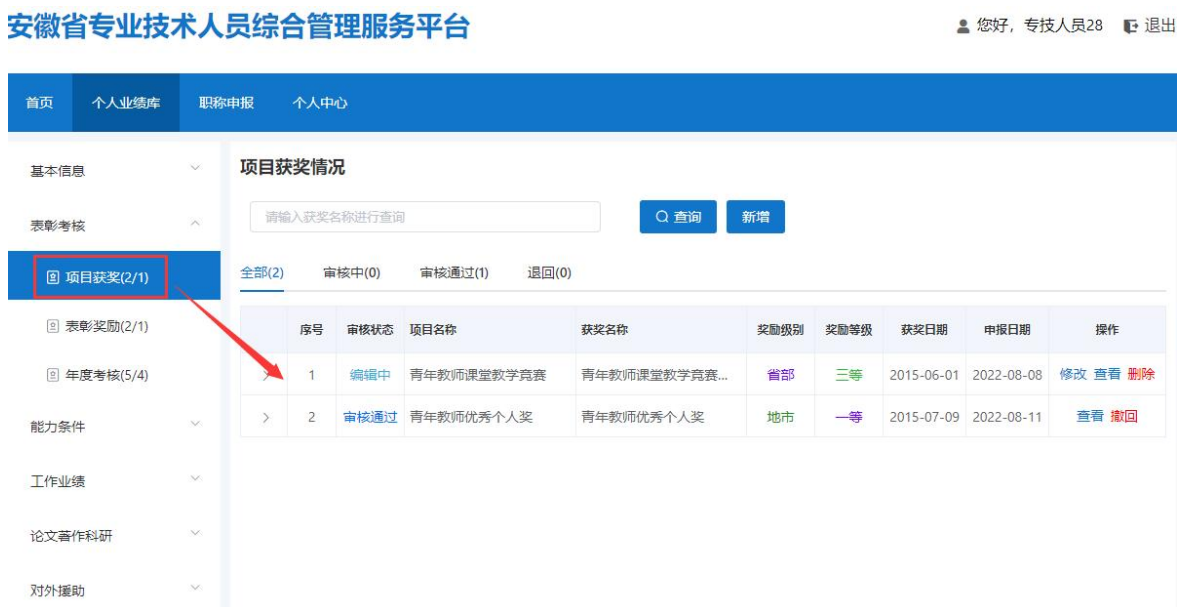 安徽省专业技术人员综合管理服务平台
您好，专技人员28 退出
首页 个人业绩库 职称申报 个人中心
基本信息
表彰考核
项目获奖(2/1)
表彰奖励(2/1)
年度考核(5/4)
能力条件
工作业绩
论文著作科研
对外援助
项目获奖情况
请输入获奖名称进行查询 查询 新增
全部(2) 审核中(0) 审核通过(1) 退回(0)
序号 审核状态 项目名称 获奖名称 奖励级别 奖励等级 获奖日期 申报日期 操作
1 编辑中 青年教师课堂教学竞赛 青年教师课堂教学竞赛... 省部 三等 2015-06-01 2022-08-08 修改 查看 删除
2 审核通过 青年教师优秀个人奖 青年教师优秀个人奖 地市 一等 2015-07-09 2022-08-11 查看 撤回